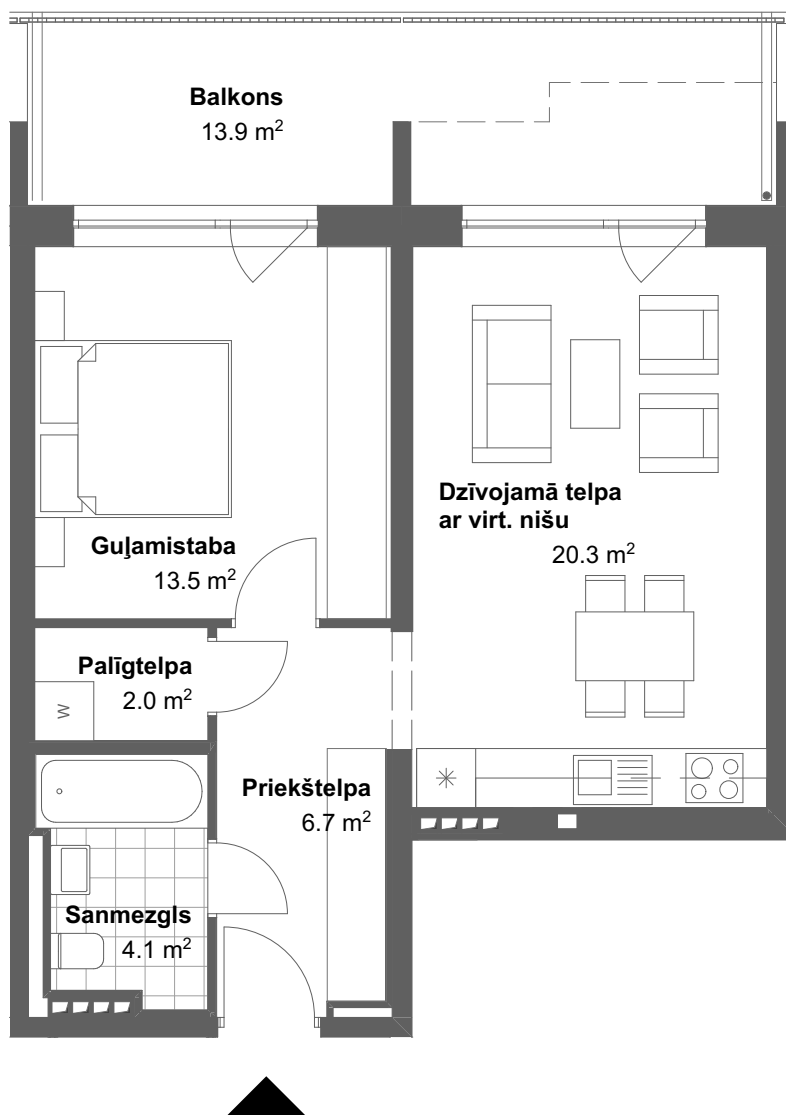 Balkons
13.9 m²
Dzīvojamā telpa
ar virt. nišu
20.3 m²
Guļamistaba
13.5 m²
Palīgtelpa
2.0 m²
W
Priekštelpa
6.7 m²
Sanmezgls
4.1 m²